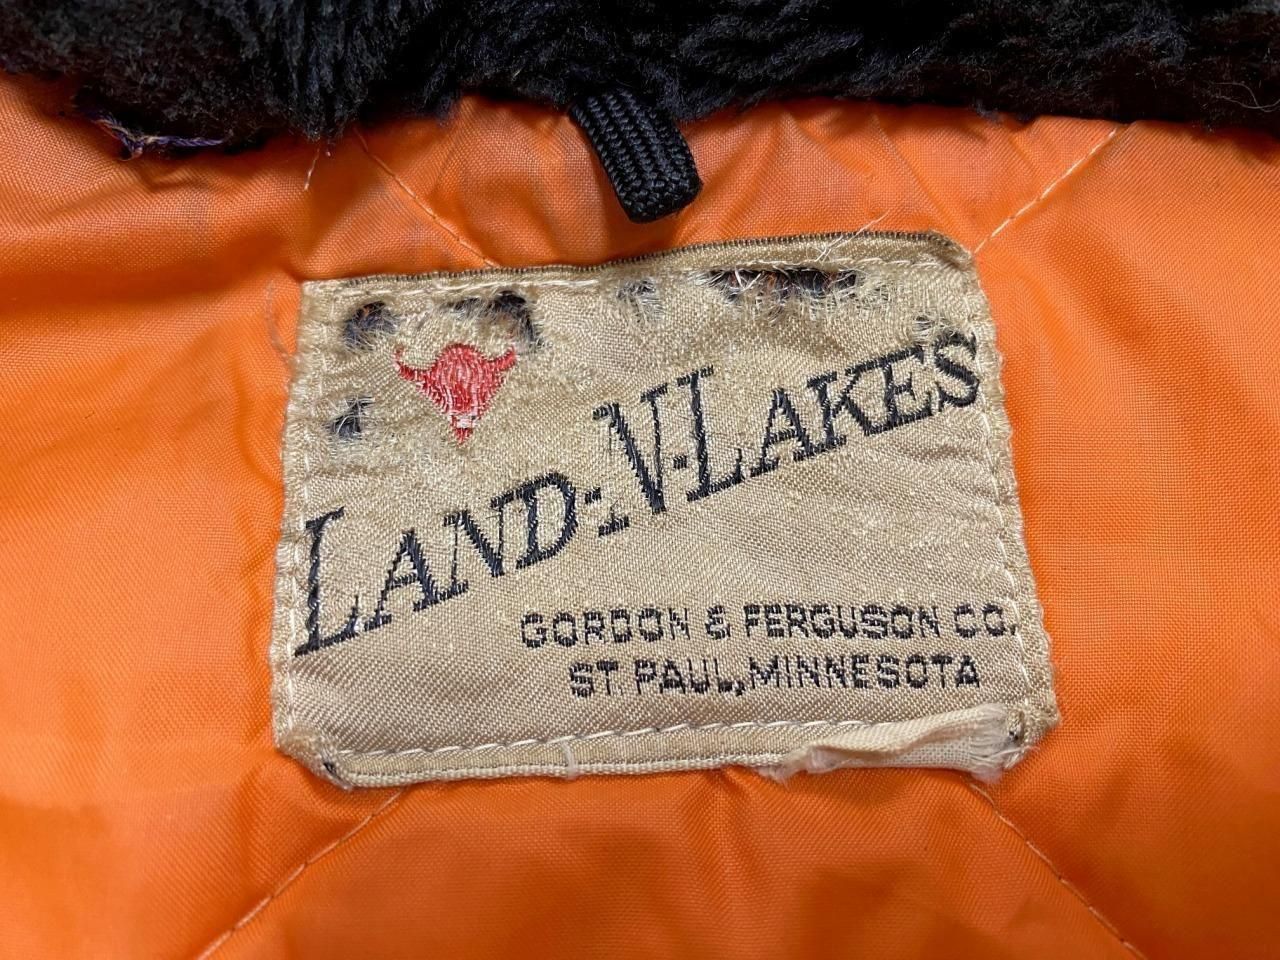 LAND-N-LAKES
GORDON & FERGUSON CO.
ST. PAUL, MINNESOTA